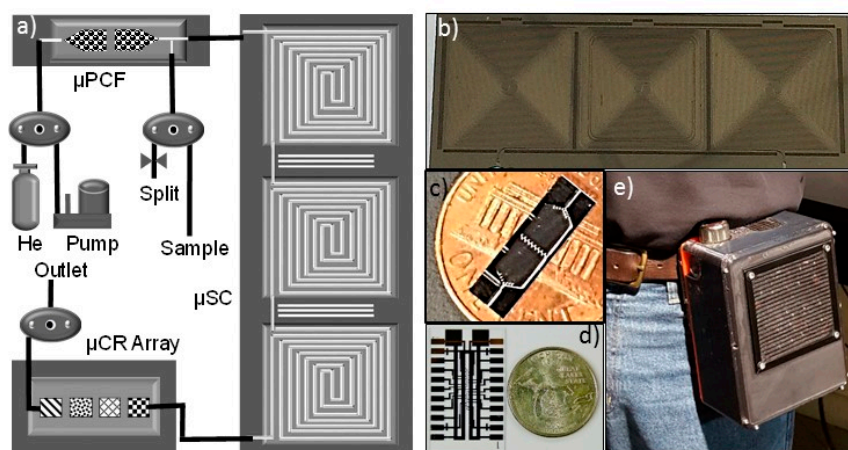 a)
µPCF
Split
He
Pump
Sample
Outlet
µSC
µCR Array
b)
c)
d)
e)